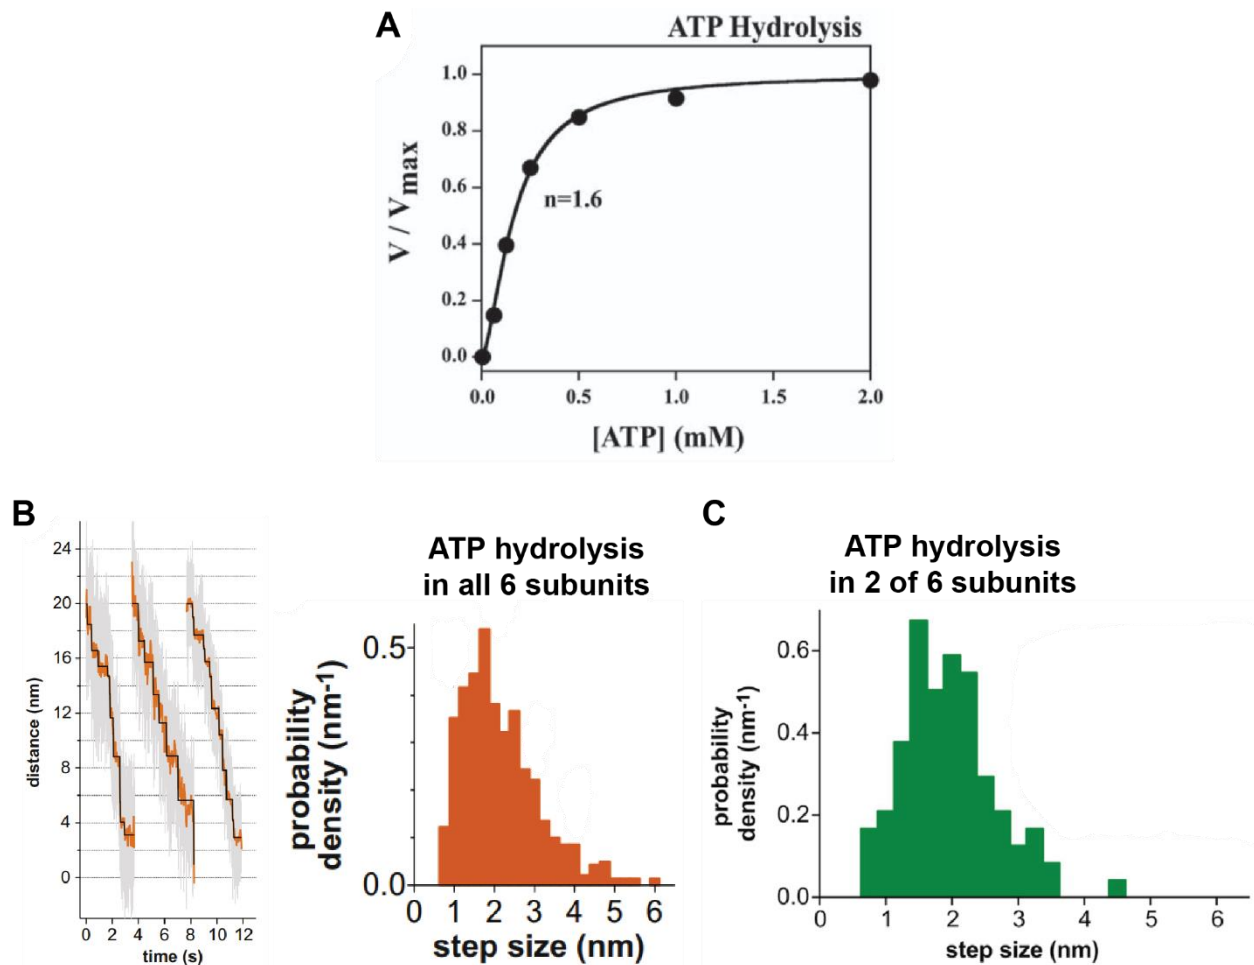 A
ATP Hydrolysis
V / Vmax
1.0
0.8
0.6
0.4
0.2
0.0
n=1.6
0.0 0.5 1.0 1.5 2.0
[ATP] (mM)
B
distance (nm)
24
20
16
12
8
4
0
0 2 4 6 8 10 12
time (s)
ATP hydrolysis
in all 6 subunits
probability
density (nm-1)
0.5
0.0
0 1 2 3 4 5 6
step size (nm)
C
ATP hydrolysis
in 2 of 6 subunits
probability
density (nm-1)
0.6
0.4
0.2
0.0
0 1 2 3 4 5 6
step size (nm)